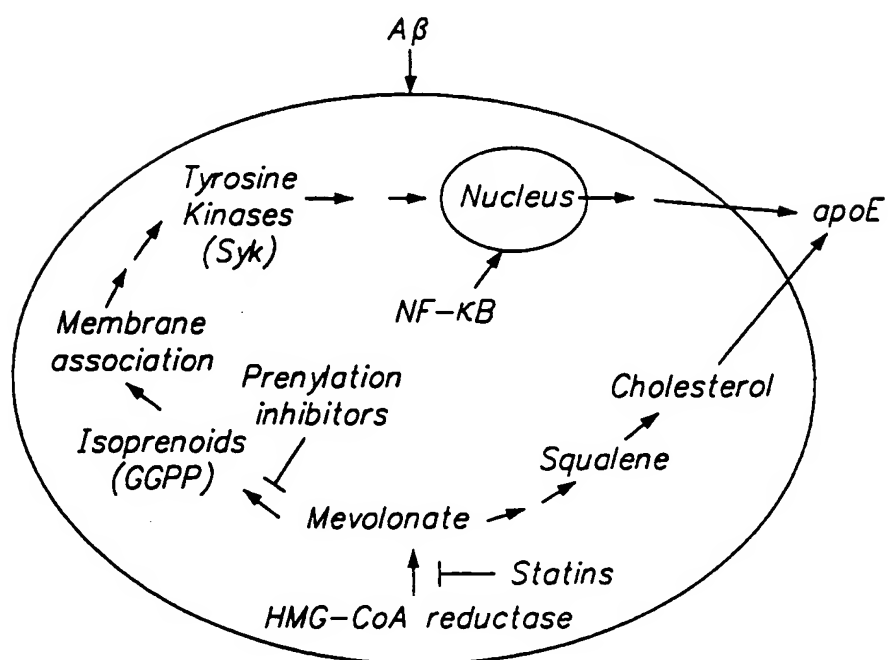 Aβ
Tyrosine
Kinases
(Syk)
Nucleus
apoE
NF-κB
Membrane
association
Prenylation
inhibitors
Cholesterol
Isoprenoids
(GGPP)
Squalene
Mevolonate
Statins
HMG-CoA reductase